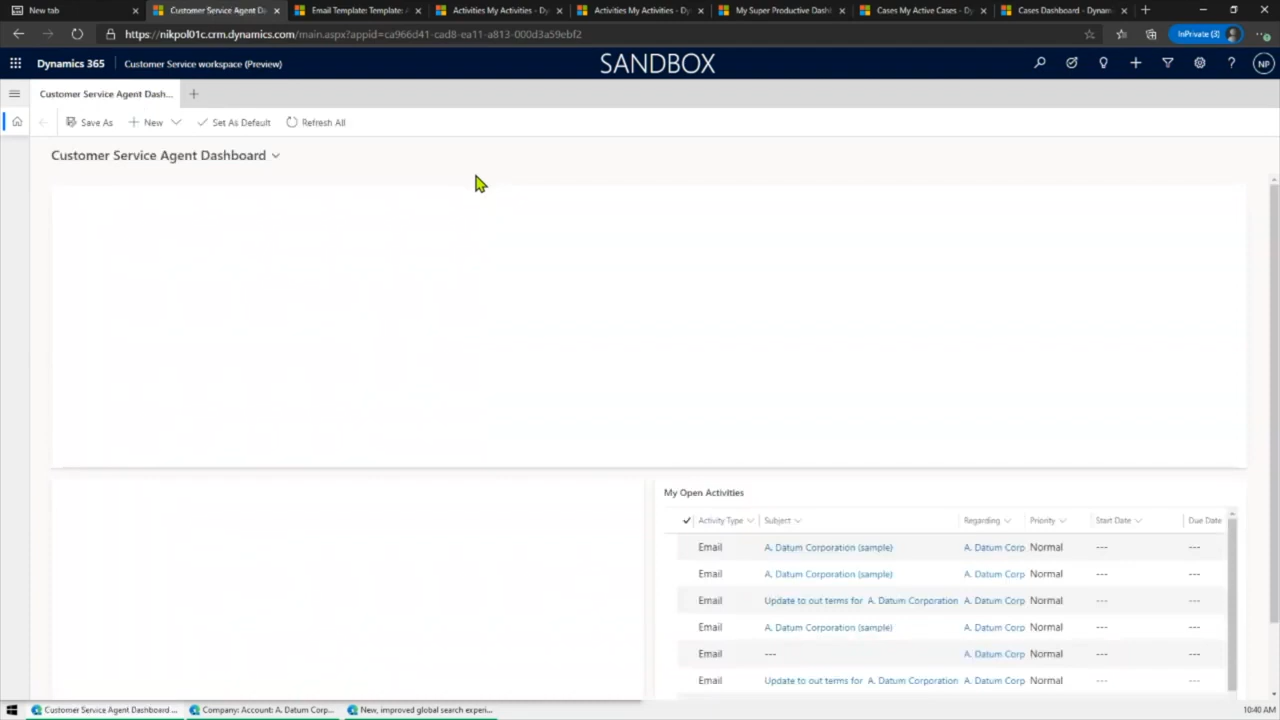 New tab
Customer Service Agent Da
Email Template: Template: A
Activities My Activities - Dy
Activities My Activities - Dy
My Super Productive Dashb
Cases My Active Cases - Dy
Cases Dashboard - Dynam
https://nikpol01c.crm.dynamics.com/main.aspx?appid=ca966d41-cad8-ea11-a813-000d3a59ebf2
InPrivate (3)
Dynamics 365
Customer Service workspace (Preview)
SANDBOX
NP
Customer Service Agent Dash...
Save As
New
Set As Default
Refresh All
Customer Service Agent Dashboard
My Open Activities
Activity Type Subject Regarding Priority Start Date Due Date
Email A. Datum Corporation (sample) A. Datum Corp Normal --- ---
Email A. Datum Corporation (sample) A. Datum Corp Normal --- ---
Email Update to out terms for A. Datum Corporation A. Datum Corp Normal --- ---
Email A. Datum Corporation (sample) A. Datum Corp Normal --- ---
Email --- A. Datum Corp Normal --- ---
Email Update to out terms for A. Datum Corporation A. Datum Corp Normal --- ---
Customer Service Agent Dashboard ...
Company: Account: A. Datum Corp...
New, improved global search experi...
10:40 AM